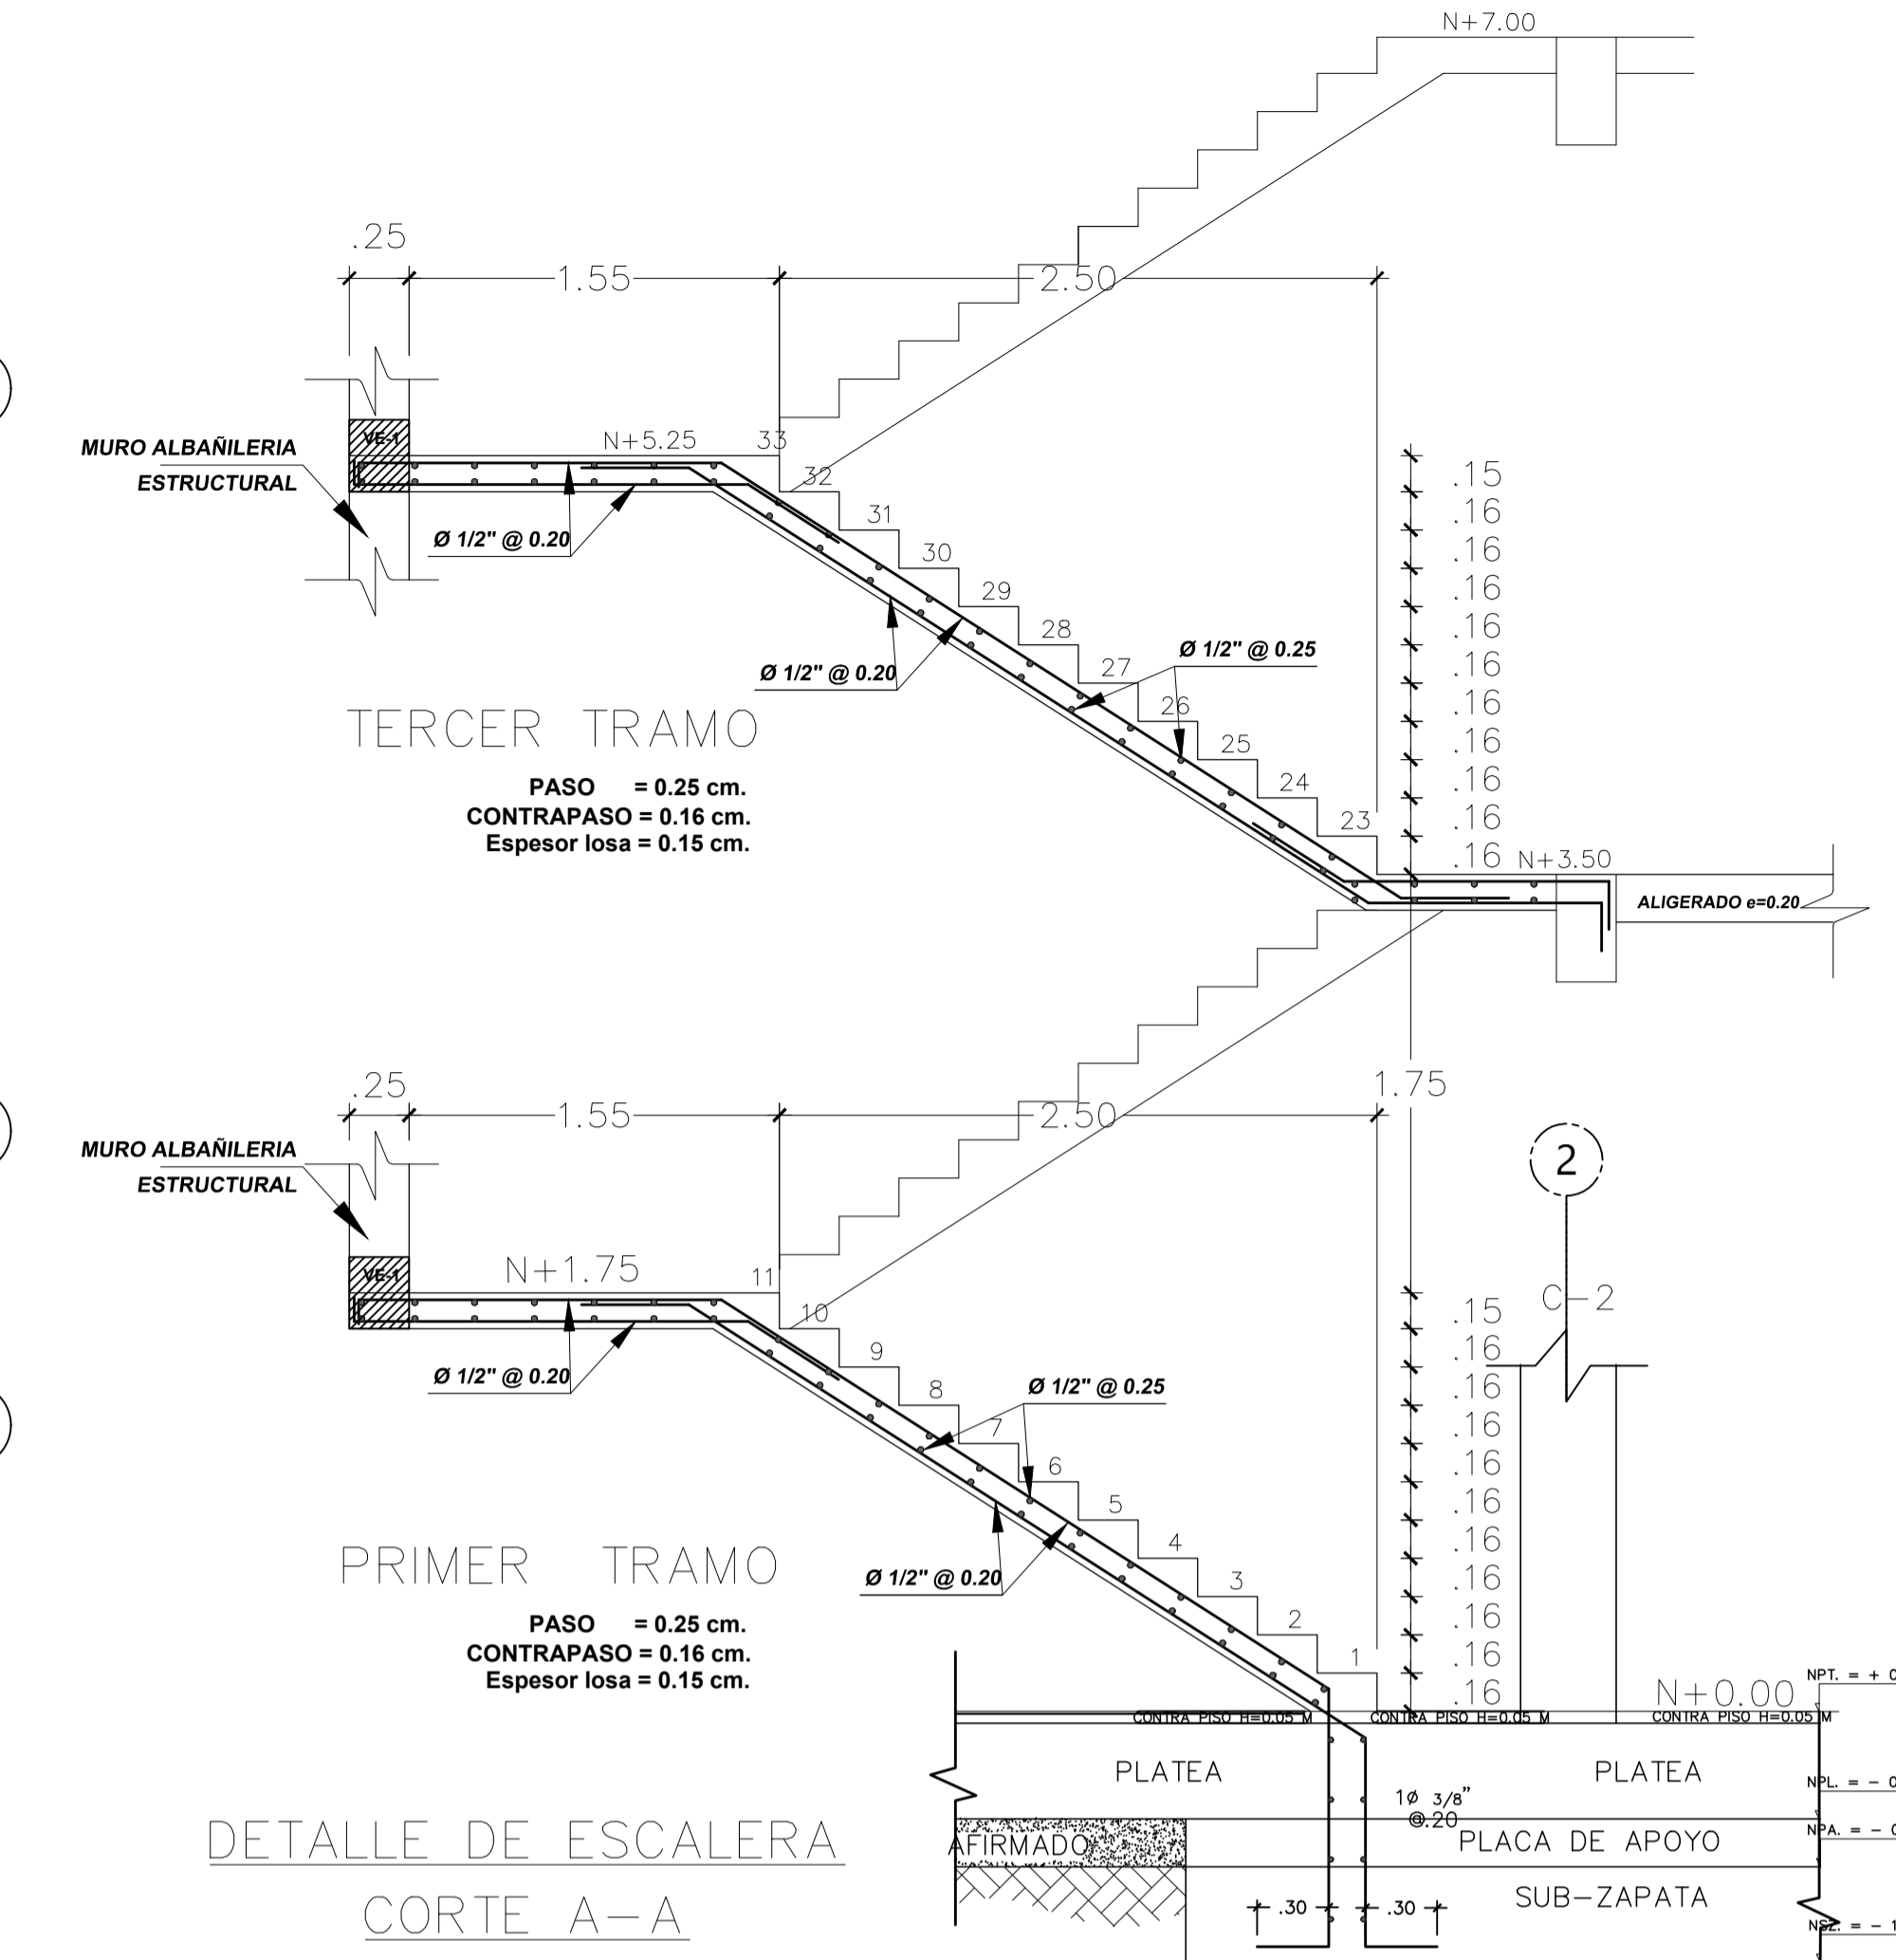 N+7.00
.25
1.55
2.50
MURO ALBAÑILERIA
ESTRUCTURAL
VE-1
N+5.25
33
32
31
30
29
28
27
26
25
24
23
Ø 1/2" @ 0.20
Ø 1/2" @ 0.20
Ø 1/2" @ 0.25
.15
.16
.16
.16
.16
.16
.16
.16
.16
.16
.16
TERCER TRAMO
PASO = 0.25 cm.
CONTRAPASO = 0.16 cm.
Espesor losa = 0.15 cm.
N+3.50
ALIGERADO e=0.20
.25
1.55
2.50
1.75
2
C-2
MURO ALBAÑILERIA
ESTRUCTURAL
VE-1
N+1.75
11
10
9
8
7
6
5
4
3
2
1
Ø 1/2" @ 0.20
Ø 1/2" @ 0.25
Ø 1/2" @ 0.20
.15
.16
.16
.16
.16
.16
.16
.16
.16
.16
.16
PRIMER TRAMO
PASO = 0.25 cm.
CONTRAPASO = 0.16 cm.
Espesor losa = 0.15 cm.
N+0.00
NPT. = + 0
CONTRA PISO H=0.05 M
CONTRA PISO H=0.05 M
CONTRA PISO H=0.05 M
PLATEA
PLATEA
NPL. = - 0
1Ø 3/8"
@.20
NPA. = - 0
AFIRMADO
PLACA DE APOYO
SUB-ZAPATA
.30
.30
NSZ. = - 1
DETALLE DE ESCALERA
CORTE A-A